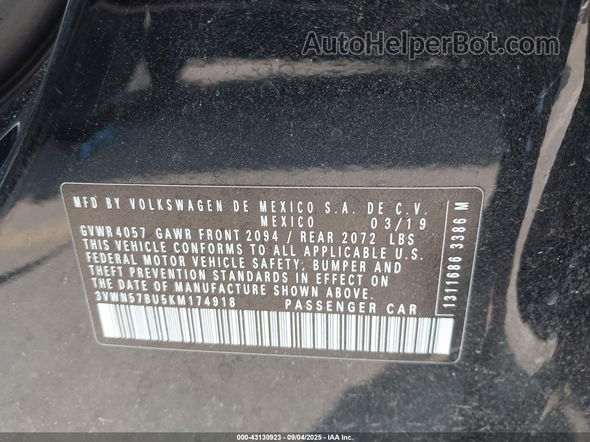 AutoHelperBot.com
MFD BY VOLKSWAGEN DE MEXICO S.A. DE C.V.
MEXICO 03/19
GVWR4057 GAWR FRONT 2094 / REAR 2072 LBS
THIS VEHICLE CONFORMS TO ALL APPLICABLE U.S.
FEDERAL MOTOR VEHICLE SAFETY, BUMPER AND
THEFT PREVENTION STANDARDS IN EFFECT ON
THE DATE OF MANUFACTURE SHOWN ABOVE.
3VWN57BU5KM174918 PASSENGER CAR
1311686 3386 M
000-43130923 - 09/04/2025 - IAA Inc.